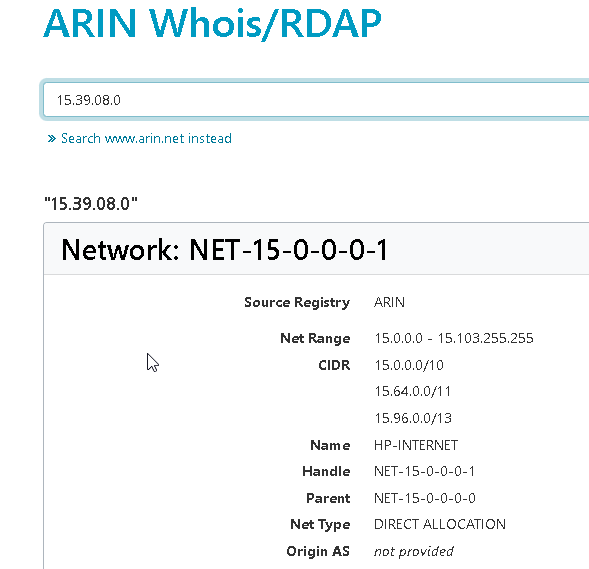 ARIN Whois/RDAP
15.39.08.0
» Search www.arin.net instead
"15.39.08.0"
Network: NET-15-0-0-0-1
Source Registry ARIN
Net Range 15.0.0.0 - 15.103.255.255
CIDR 15.0.0.0/10
15.64.0.0/11
15.96.0.0/13
Name HP-INTERNET
Handle NET-15-0-0-0-1
Parent NET-15-0-0-0-0
Net Type DIRECT ALLOCATION
Origin AS not provided